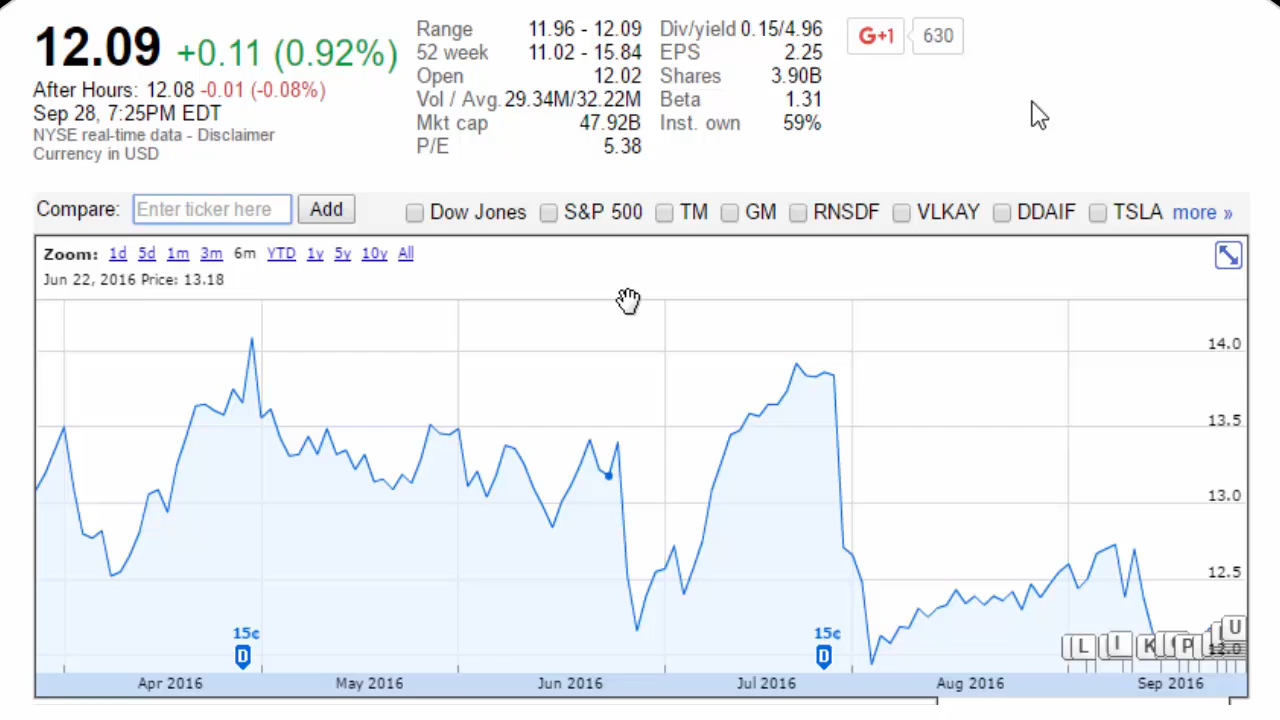 12.09 +0.11 (0.92%)
After Hours: 12.08 -0.01 (-0.08%)
Sep 28, 7:25PM EDT
NYSE real-time data - Disclaimer
Currency in USD
Range 11.96 - 12.09
52 week 11.02 - 15.84
Open 12.02
Vol / Avg. 29.34M/32.22M
Mkt cap 47.92B
P/E 5.38
Div/yield 0.15/4.96
EPS 2.25
Shares 3.90B
Beta 1.31
Inst. own 59%
G+1 630
Compare: Enter ticker here Add Dow Jones S&P 500 TM GM RNSDF VLKAY DDAIF TSLA more »
Zoom: 1d 5d 1m 3m 6m YTD 1y 5y 10y All
Jun 22, 2016 Price: 13.18
14.0
13.5
13.0
12.5
15¢ 15¢
U
D D
L I K P 12.0
Apr 2016 May 2016 Jun 2016 Jul 2016 Aug 2016 Sep 2016